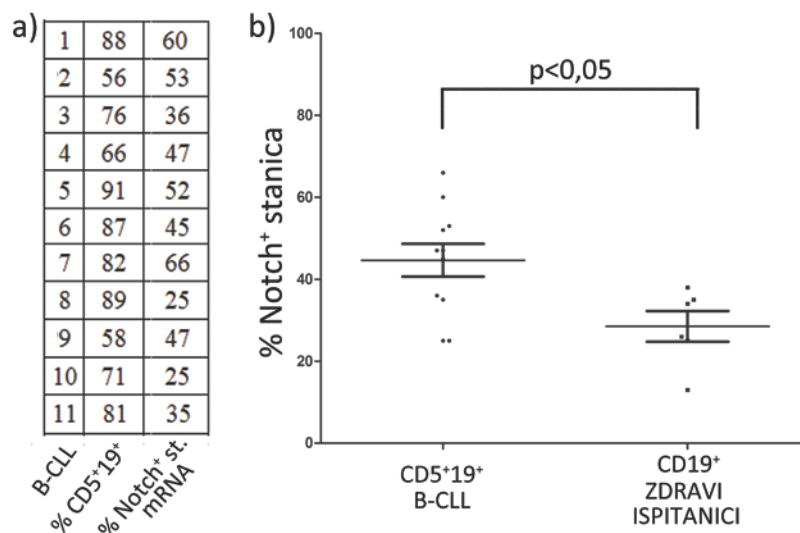 a)
1 88 60
2 56 53
3 76 36
4 66 47
5 91 52
6 87 45
7 82 66
8 89 25
9 58 47
10 71 25
11 81 35
B-CLL
% CD5⁺19⁺
% Notch⁺ st.
mRNA
b)
% Notch⁺ stanica
100
80
60
40
20
0
p<0,05
CD5⁺19⁺
B-CLL
CD19⁺
ZDRAVI
ISPITANICI